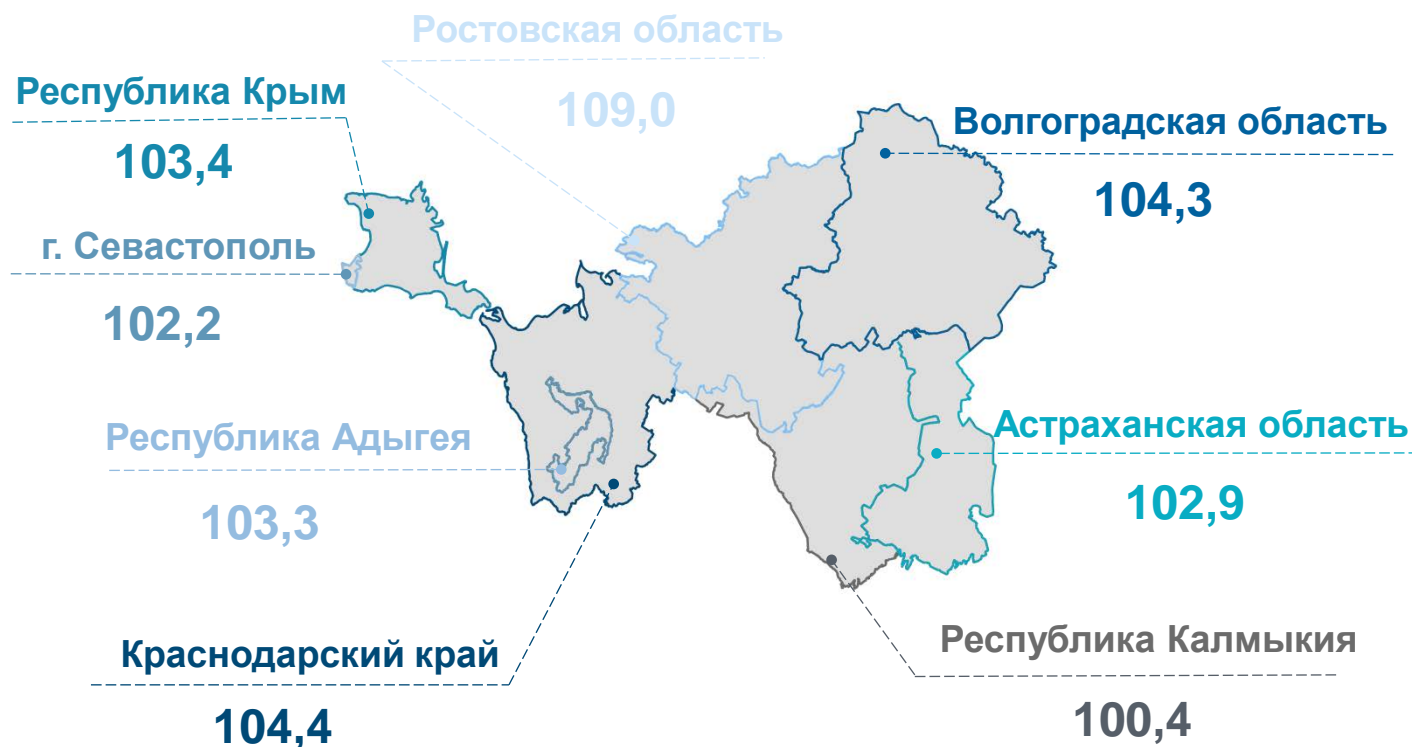 Ростовская область
109,0
Республика Крым
103,4
Волгоградская область
104,3
г. Севастополь
102,2
Республика Адыгея
103,3
Астраханская область
102,9
Краснодарский край
104,4
Республика Калмыкия
100,4